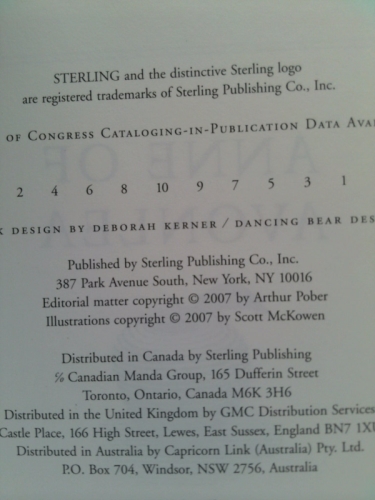 STERLING and the distinctive Sterling logo
are registered trademarks of Sterling Publishing Co., Inc.
OF CONGRESS CATALOGING-IN-PUBLICATION DATA AVA
2 4 6 8 10 9 7 5 3 1
K DESIGN BY DEBORAH KERNER / DANCING BEAR DES
Published by Sterling Publishing Co., Inc.
387 Park Avenue South, New York, NY 10016
Editorial matter copyright © 2007 by Arthur Pober
Illustrations copyright © 2007 by Scott McKowen
Distributed in Canada by Sterling Publishing
℅ Canadian Manda Group, 165 Dufferin Street
Toronto, Ontario, Canada M6K 3H6
Distributed in the United Kingdom by GMC Distribution Services
Castle Place, 166 High Street, Lewes, East Sussex, England BN7 1XU
Distributed in Australia by Capricorn Link (Australia) Pty. Ltd.
P.O. Box 704, Windsor, NSW 2756, Australia